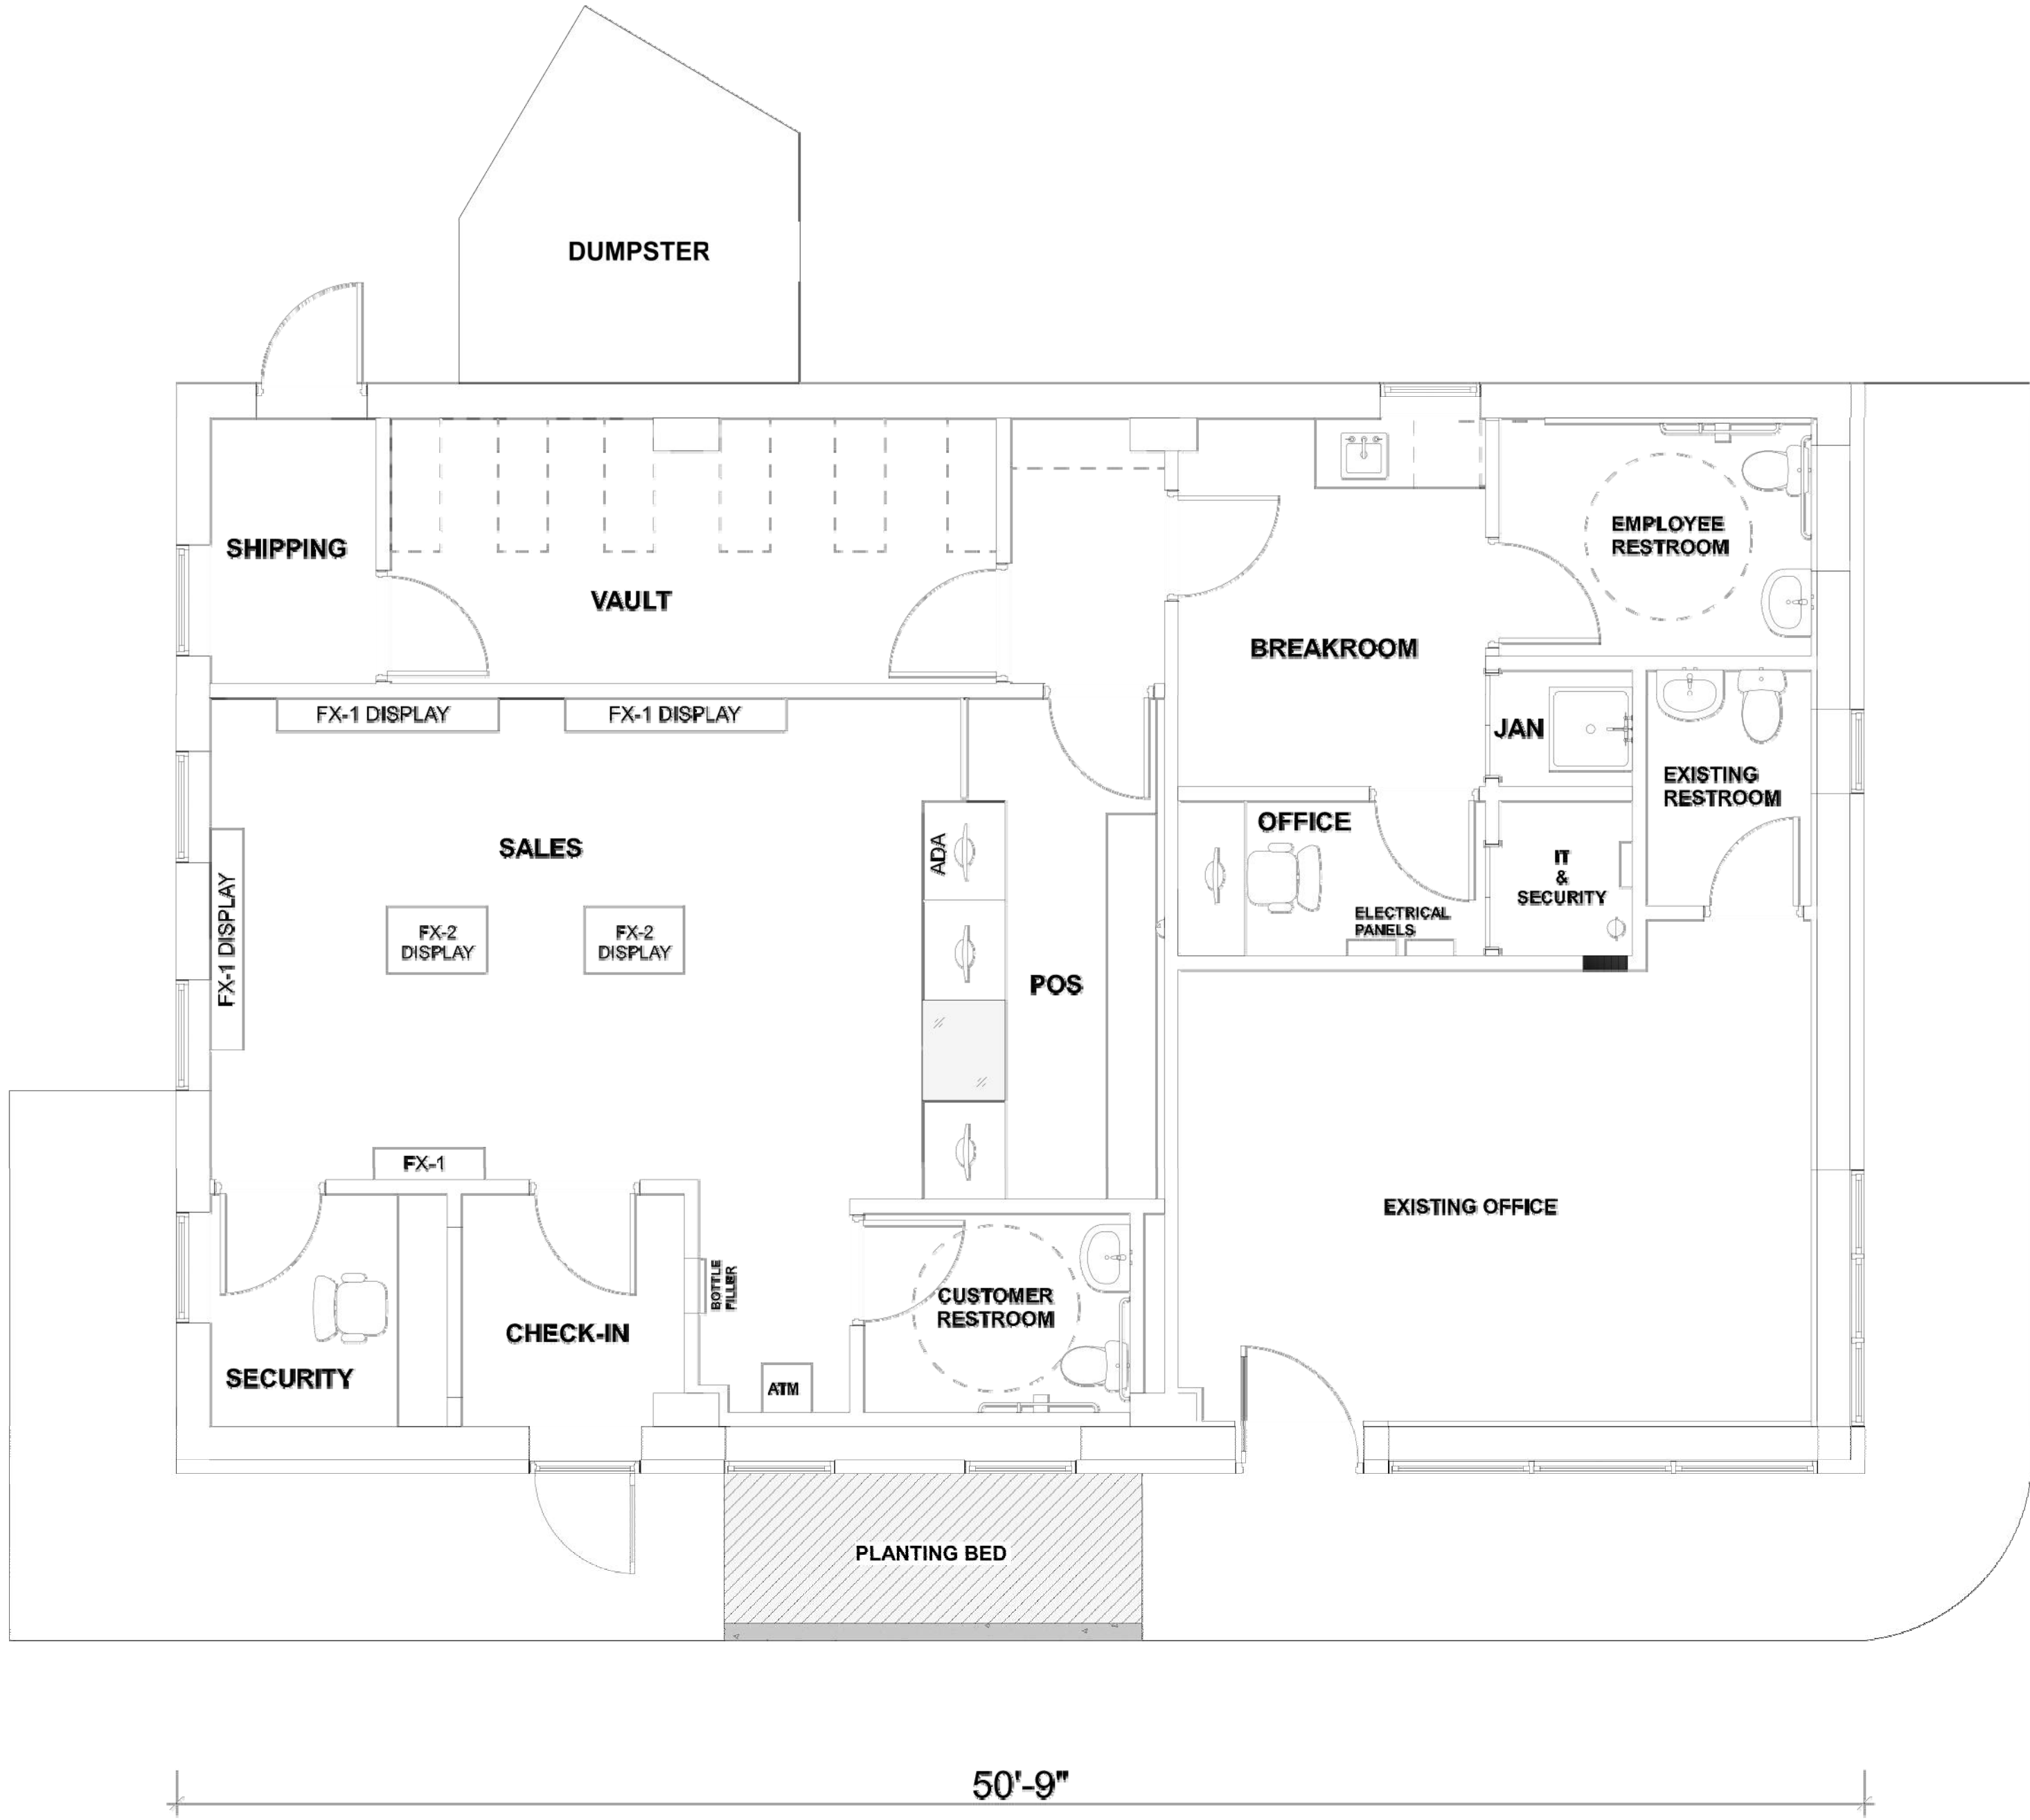 DUMPSTER
SHIPPING
VAULT
EMPLOYEE
RESTROOM
BREAKROOM
FX-1 DISPLAY
FX-1 DISPLAY
JAN
EXISTING
RESTROOM
SALES
ADA
OFFICE
IT
&
SECURITY
FX-1 DISPLAY
FX-2
DISPLAY
FX-2
DISPLAY
ELECTRICAL
PANELS
POS
FX-1
EXISTING OFFICE
BOTTLE
FILLER
CUSTOMER
RESTROOM
CHECK-IN
SECURITY
ATM
PLANTING BED
50'-9"